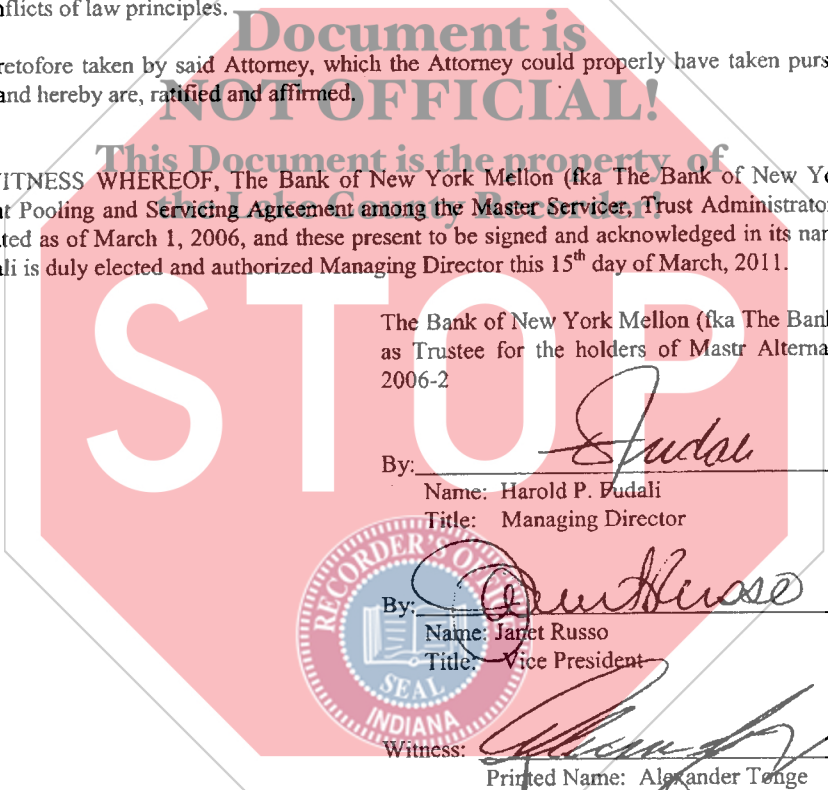 nflicts of law principles.
Document is
retofore taken by said Attorney, which the Attorney could properly have taken purs
NOT OFFICIAL!
and hereby are, ratified and affirmed.
This Document is the property of
the Lake County Recorder!
ITNESS WHEREOF, The Bank of New York Mellon (fka The Bank of New Yo
t Pooling and Servicing Agreement among the Master Servicer, Trust Administrato
ted as of March 1, 2006, and these present to be signed and acknowledged in its nam
li is duly elected and authorized Managing Director this 15th day of March, 2011.
STOP
The Bank of New York Mellon (fka The Bank
as Trustee for the holders of Mastr Alterna
2006-2
By: Fudali
Name: Harold P. Fudali
Title: Managing Director
RECORDER'S OFFICE
SEAL
INDIANA
By: Janet Russo
Name: Janet Russo
Title: Vice President
Witness:
Printed Name: Alexander Tonge